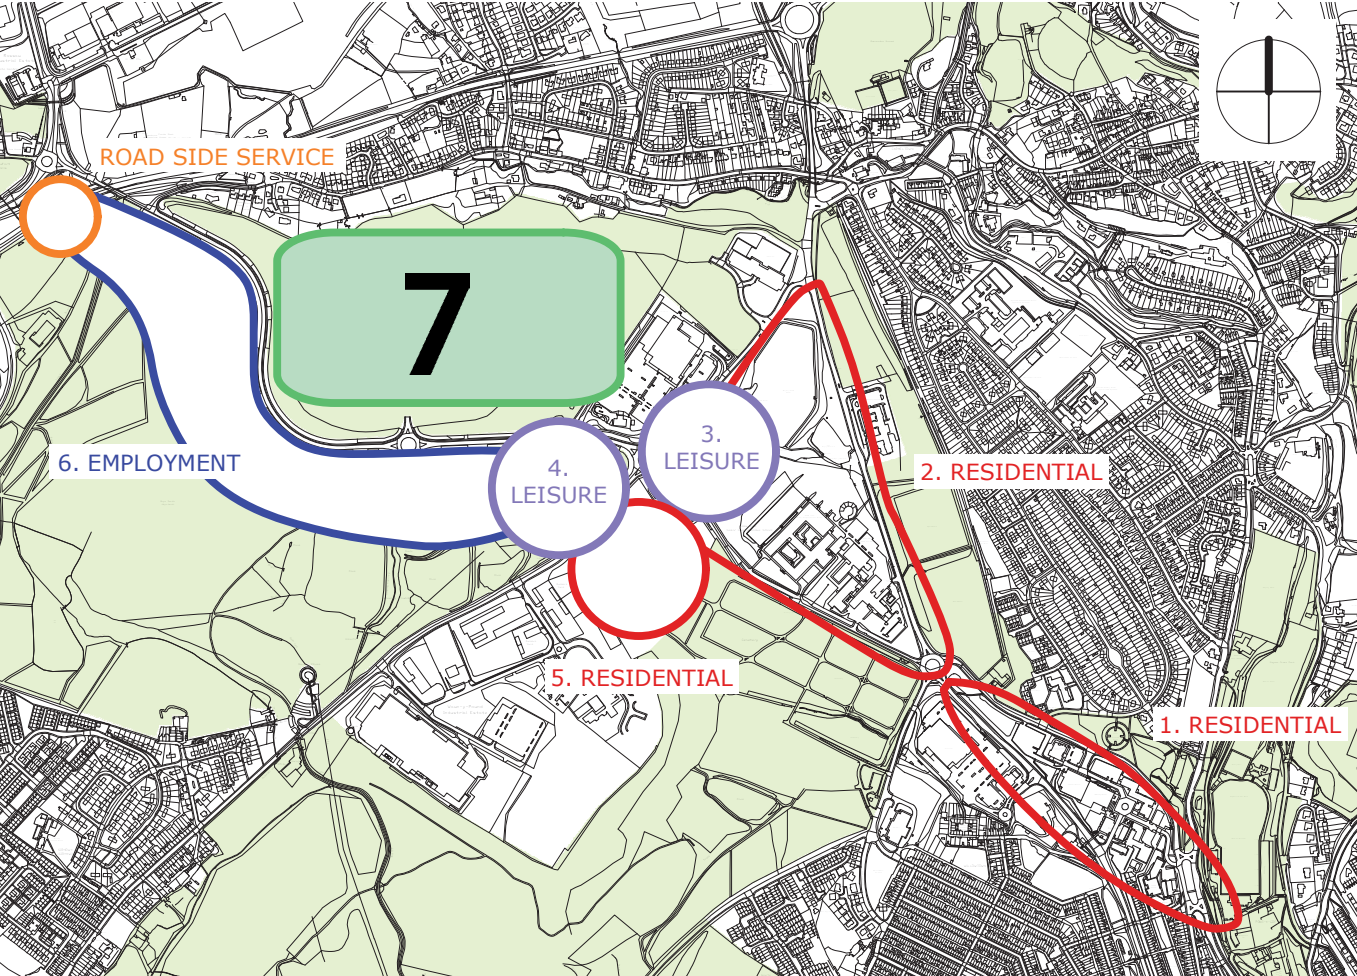 ROAD SIDE SERVICE
7
3.
LEISURE
6. EMPLOYMENT
4.
LEISURE
2. RESIDENTIAL
5. RESIDENTIAL
1. RESIDENTIAL